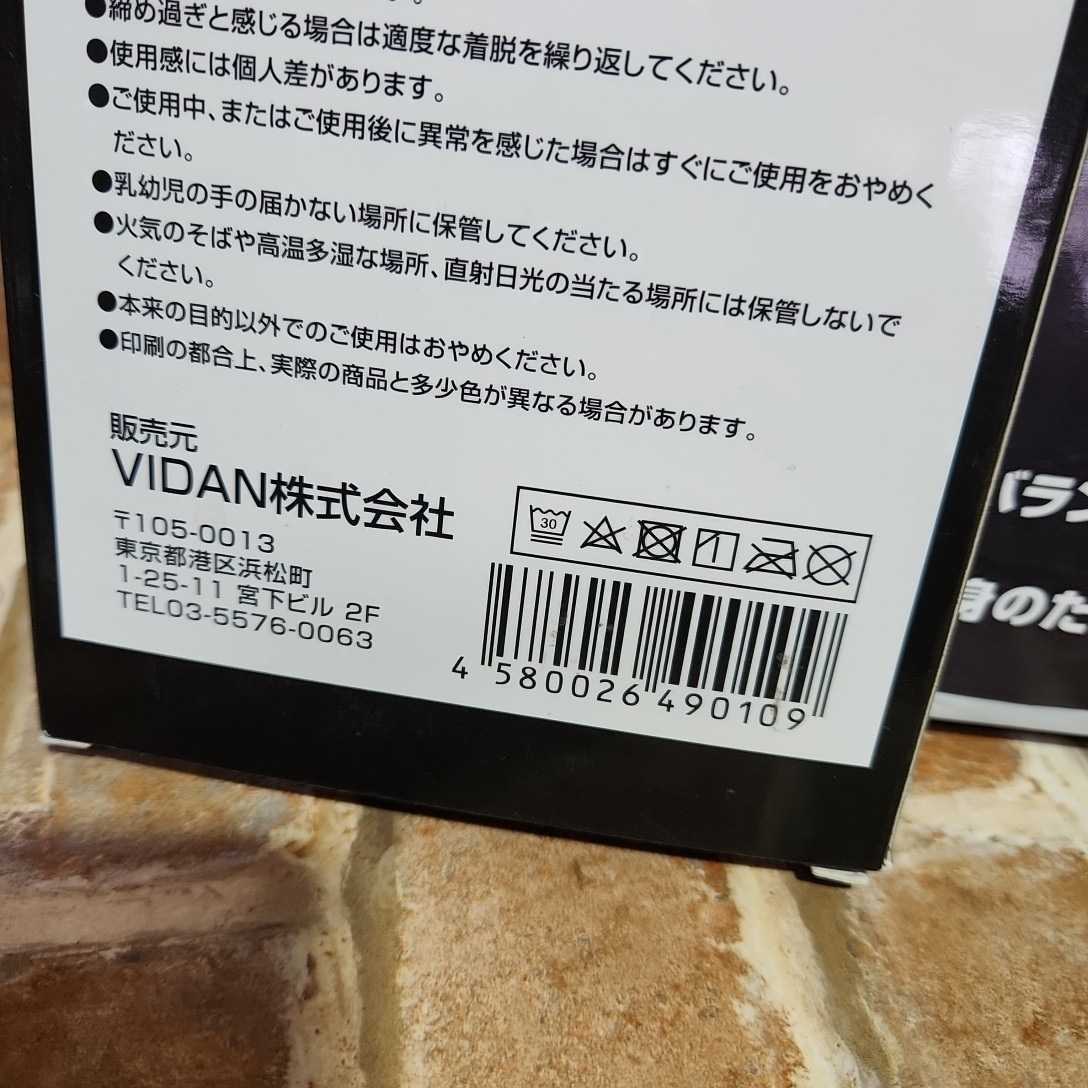 ●締め過ぎと感じる場合は適度な着脱を繰り返してください。
●使用感には個人差があります。
●ご使用中、またはご使用後に異常を感じた場合はすぐにご使用をおやめく
ださい。
●乳幼児の手の届かない場所に保管してください。
●火気のそばや高温多湿な場所、直射日光の当たる場所には保管しないで
ください。
●本来の目的以外でのご使用はおやめください。
●印刷の都合上、実際の商品と多少色が異なる場合があります。
販売元
VIDAN株式会社
〒105-0013
東京都港区浜松町
1-25-11 宮下ビル 2F
TEL03-5576-0063
30
4 580026 490109
バラン
身のた